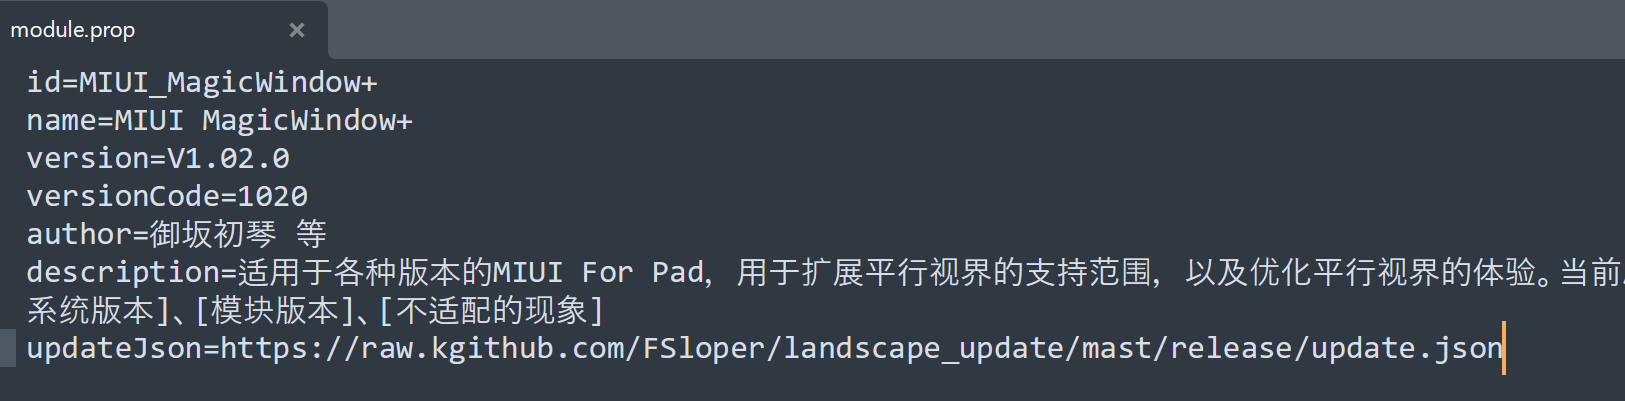 module.prop
id=MIUI_MagicWindow+
name=MIUI MagicWindow+
version=V1.02.0
versionCode=1020
author=御坂初琴 等
description=适用于各种版本的MIUI For Pad，用于扩展平行视界的支持范围，以及优化平行视界的体验。当前
系统版本]、[模块版本]、[不适配的现象]
updateJson=https://raw.kgithub.com/FSloper/landscape_update/mast/release/update.json